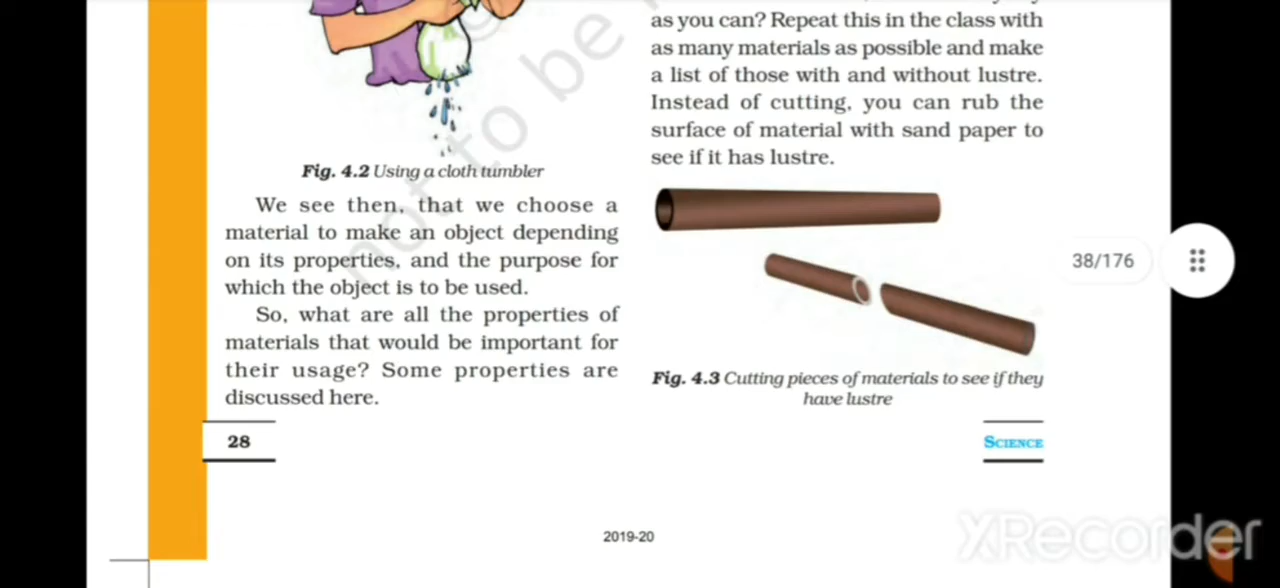 Fig. 4.2 Using a cloth tumbler
We see then, that we choose a
material to make an object depending
on its properties, and the purpose for
which the object is to be used.
So, what are all the properties of
materials that would be important for
their usage? Some properties are
discussed here.
as you can? Repeat this in the class with
as many materials as possible and make
a list of those with and without lustre.
Instead of cutting, you can rub the
surface of material with sand paper to
see if it has lustre.
Fig. 4.3 Cutting pieces of materials to see if they
have lustre
38/176
28
SCIENCE
2019-20
not to be
XRecorder